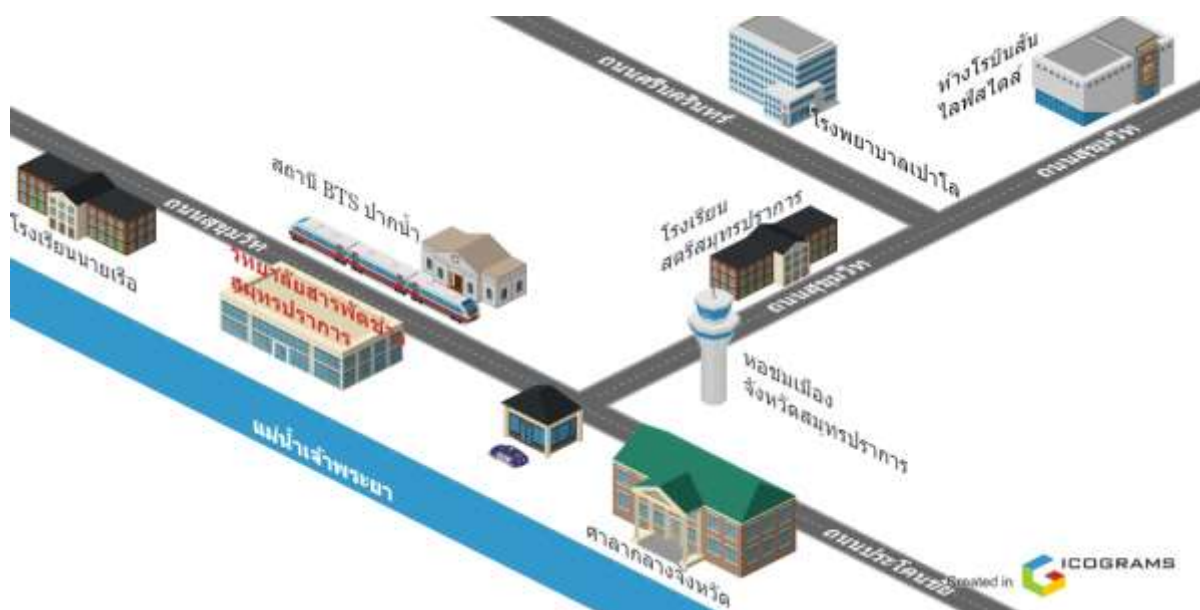 ถนนศรีนครินทร์
ห้างโรบินสัน
ไลฟ์สไตล์
โรงพยาบาลเปาโล
ถนนสุขุมวิท
สถานี BTS ปากน้ำ
โรงเรียน
สตรีสมุทรปราการ
ถนนสุขุมวิท
โรงเรียนนายเรือ
ถนนสุขุมวิท
วิทยาลัยสารพัดช่าง
สมุทรปราการ
หอชมเมือง
จังหวัดสมุทรปราการ
แม่น้ำเจ้าพระยา
ศาลากลางจังหวัด
ถนนประโคนชัย
Created in ICOGRAMS